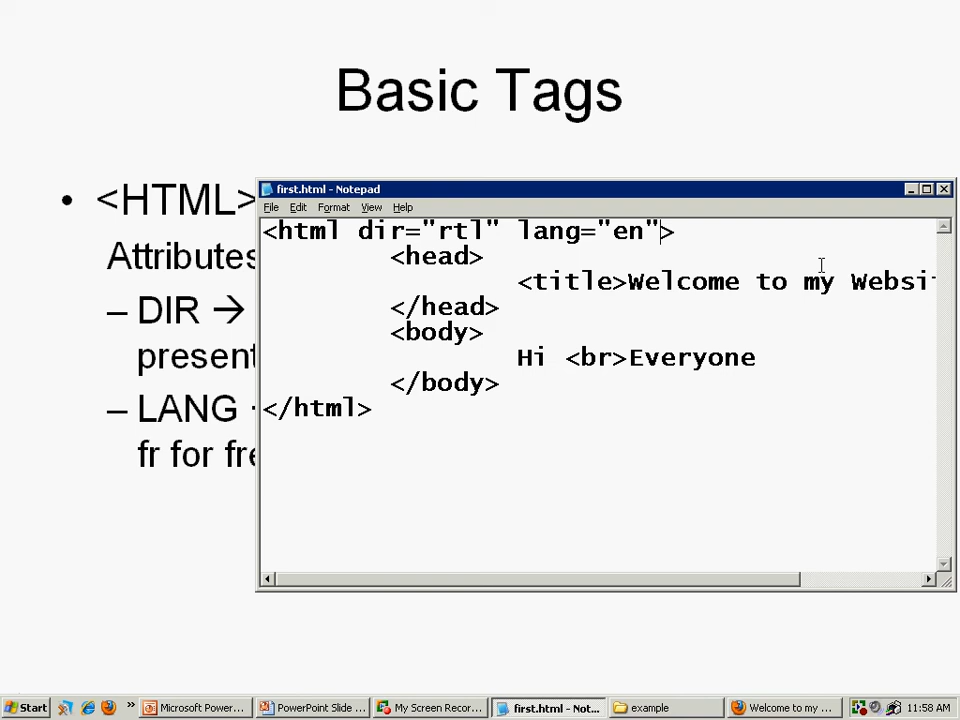 Basic Tags
• <HTML>
Attributes
– DIR →
present
– LANG
fr for fre
first.html - Notepad
File Edit Format View Help
<html dir="rtl" lang="en">
<head>
<title>Welcome to my Websi
</head>
<body>
Hi <br>Everyone
</body>
</html>
Start » Microsoft Power... PowerPoint Slide ... My Screen Recor... first.html - Not... example Welcome to my ... 11:58 AM